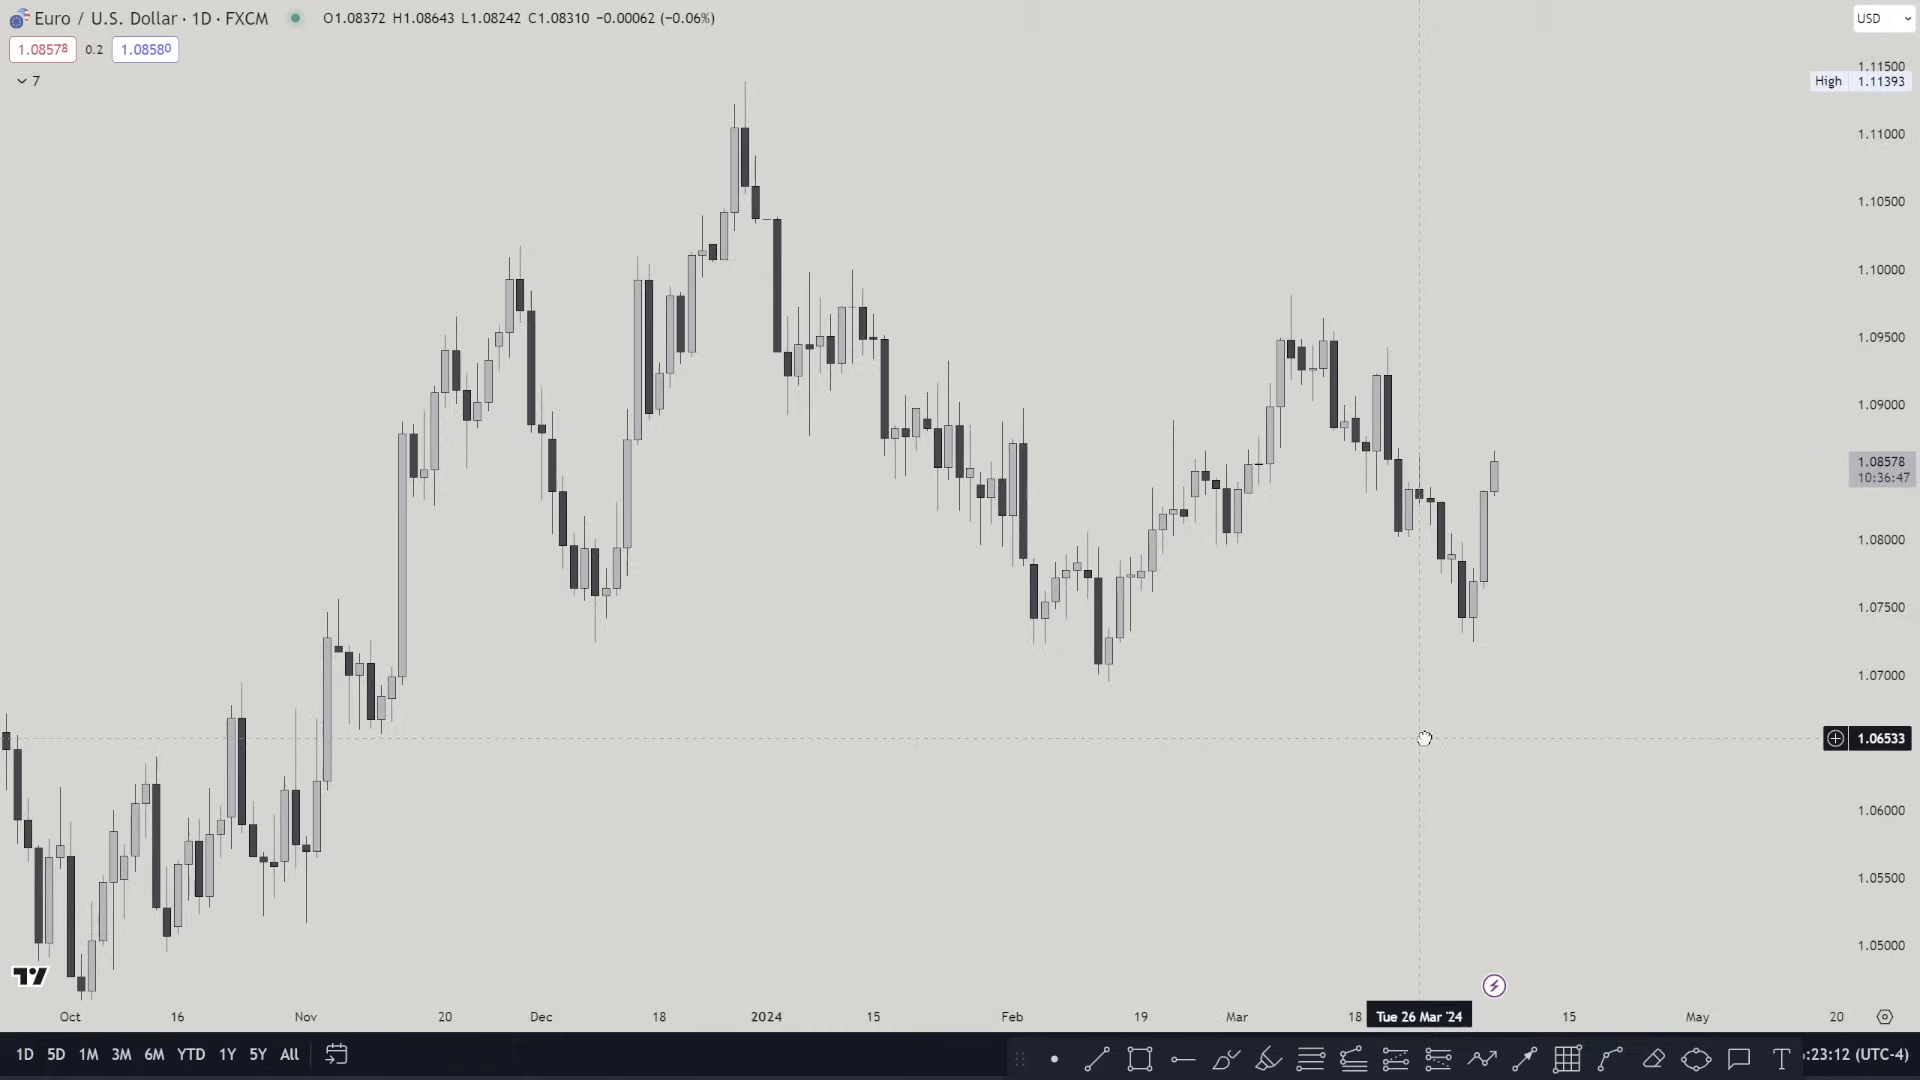 Euro / U.S. Dollar · 1D · FXCM
O1.08372 H1.08643 L1.08242 C1.08310 −0.00062 (−0.06%)
USD
1.08578
0.2
1.08580
7
1.11500
High 1.11393
1.11000
1.10500
1.10000
1.09500
1.09000
1.08578
10:36:47
1.08000
1.07500
1.07000
1.06533
1.06000
1.05500
1.05000
Oct 16 Nov 20 Dec 18 2024 15 Feb 19 Mar 18 Tue 26 Mar '24 15 May 20
1D 5D 1M 3M 6M YTD 1Y 5Y All
:23:12 (UTC-4)